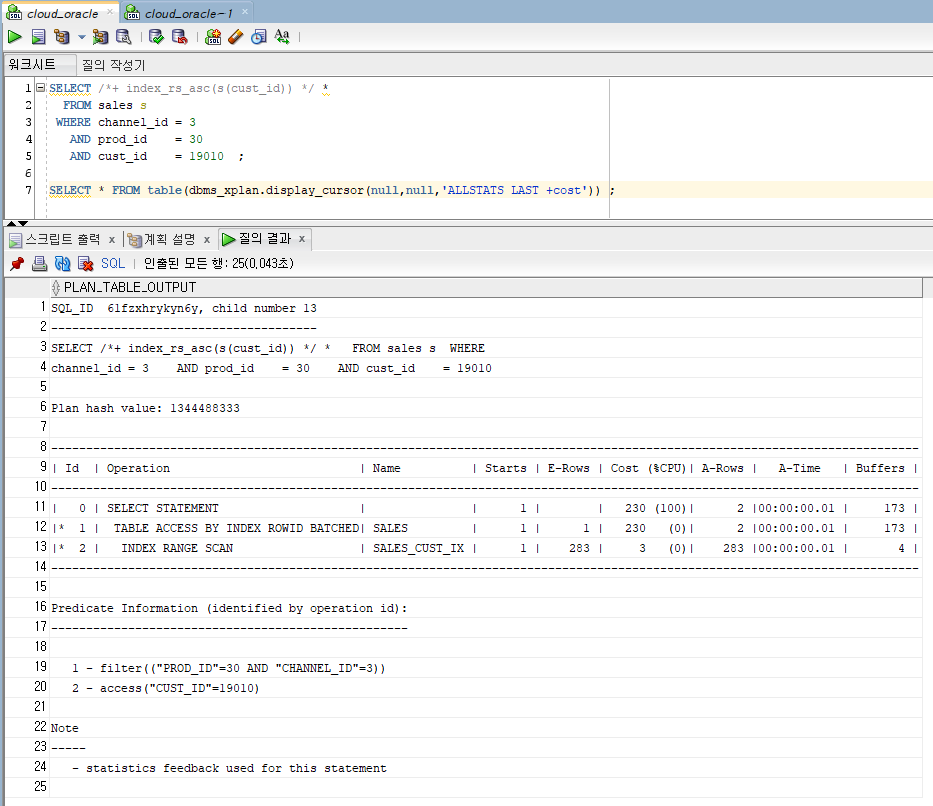 cloud_oracle × cloud_oracle~1 ×
워크시트 질의 작성기
1 SELECT /*+ index_rs_asc(s(cust_id)) */ *
2 FROM sales s
3 WHERE channel_id = 3
4 AND prod_id    = 30
5 AND cust_id    = 19010  ;
6
7 SELECT * FROM table(dbms_xplan.display_cursor(null,null,'ALLSTATS LAST +cost')) ;
스크립트 출력 x 계획 설명 x 질의 결과 x
SQL | 인출된 모든 행: 25(0,043초)
PLAN_TABLE_OUTPUT
1 SQL_ID  61fzxhrykyn6y, child number 13
2 -------------------------------------
3 SELECT /*+ index_rs_asc(s(cust_id)) */ *   FROM sales s  WHERE
4 channel_id = 3    AND prod_id    = 30    AND cust_id    = 19010
5
6 Plan hash value: 1344488333
7
8 ---------------------------------------------------------------------------------------------------------------
9 | Id  | Operation                           | Name          | Starts | E-Rows | Cost (%CPU)| A-Rows |   A-Time   | Buffers |
10 ---------------------------------------------------------------------------------------------------------------
11 |   0 | SELECT STATEMENT                    |               |      1 |        |   230 (100)|      2 |00:00:00.01 |     173 |
12 |*  1 |  TABLE ACCESS BY INDEX ROWID BATCHED| SALES         |      1 |      1 |   230   (0)|      2 |00:00:00.01 |     173 |
13 |*  2 |   INDEX RANGE SCAN                  | SALES_CUST_IX |      1 |    283 |     3   (0)|    283 |00:00:00.01 |       4 |
14 ---------------------------------------------------------------------------------------------------------------
15
16 Predicate Information (identified by operation id):
17 ---------------------------------------------------
18
19    1 - filter(("PROD_ID"=30 AND "CHANNEL_ID"=3))
20    2 - access("CUST_ID"=19010)
21
22 Note
23 -----
24    - statistics feedback used for this statement
25